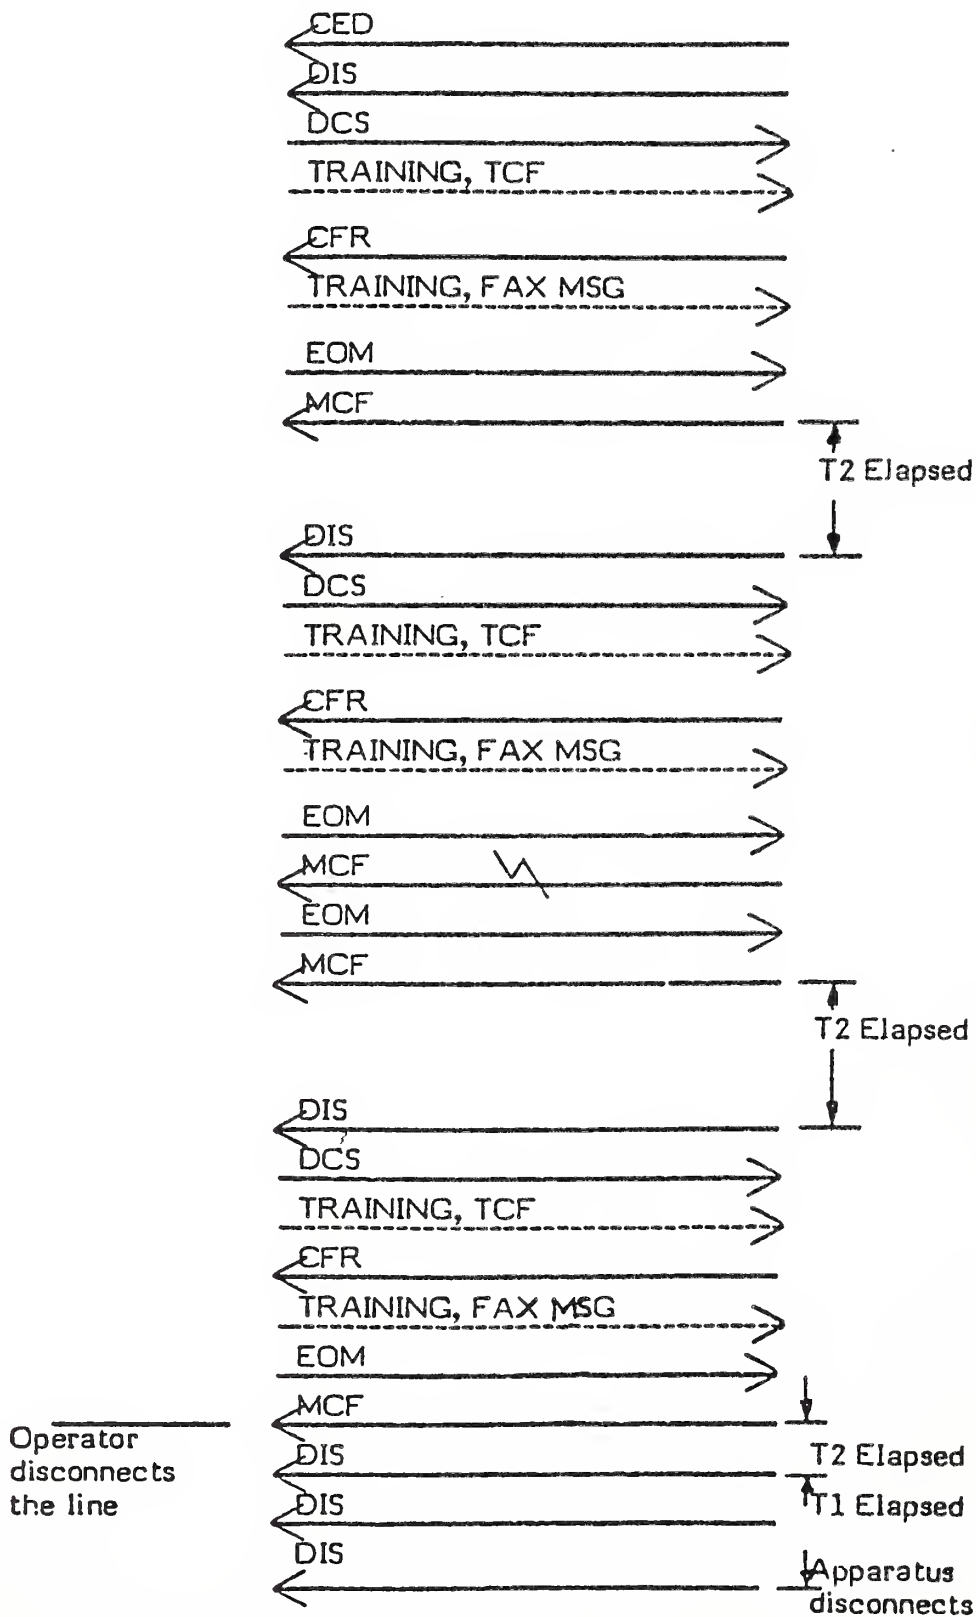 CED
DIS
DCS
TRAINING, TCF
CFR
TRAINING, FAX MSG
EOM
MCF
T2 Elapsed
DIS
DCS
TRAINING, TCF
CFR
TRAINING, FAX MSG
EOM
MCF
EOM
MCF
T2 Elapsed
DIS
DCS
TRAINING, TCF
CFR
TRAINING, FAX MSG
EOM
MCF
Operator
disconnects
the line
DIS
T2 Elapsed
DIS
T1 Elapsed
DIS
Apparatus
disconnects